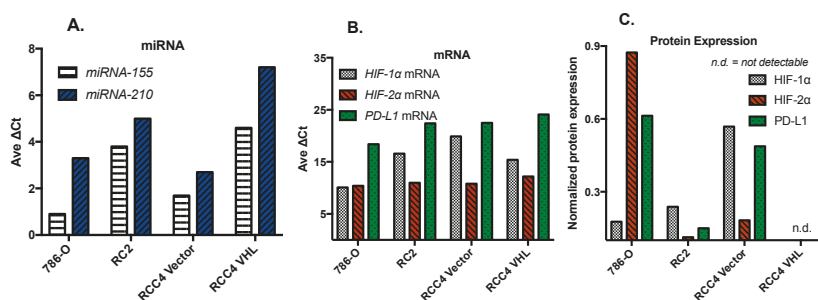 A.
miRNA
8
6
4
2
0
Ave ΔCt
miRNA-155
miRNA-210
786-O
RC2
RCC4 Vector
RCC4 VHL
B.
mRNA
35
25
15
5
Ave ΔCt
HIF-1α mRNA
HIF-2α mRNA
PD-L1 mRNA
786-O
RC2
RCC4 Vector
RCC4 VHL
C.
Protein Expression
n.d. = not detectable
0.9
0.6
0.3
Normalized protein expression
HIF-1α
HIF-2α
PD-L1
n.d.
786-O
RC2
RCC4 Vector
RCC4 VHL